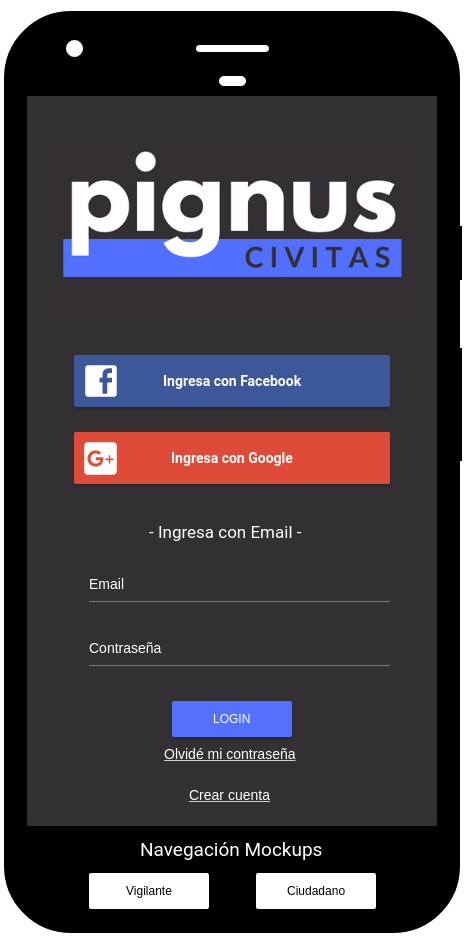 pignus
CIVITAS
Ingresa con Facebook
G+
Ingresa con Google
- Ingresa con Email -
Email
Contraseña
LOGIN
Olvidé mi contraseña
Crear cuenta
Navegación Mockups
Vigilante
Ciudadano